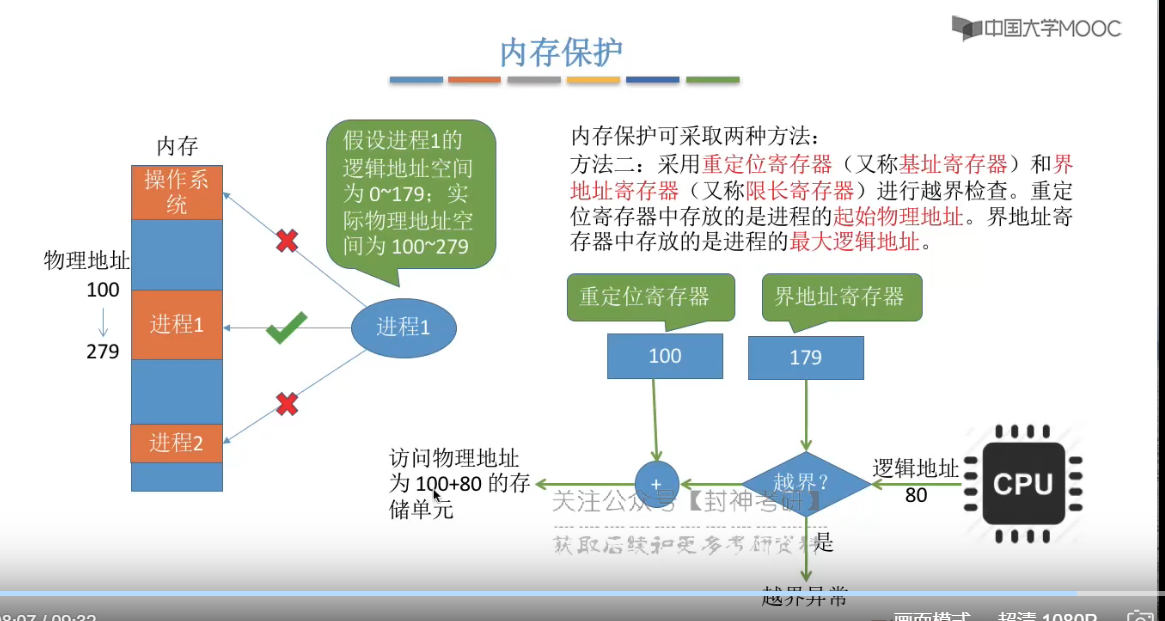 中国大学MOOC
内存保护
内存
操作系
统
物理地址
100
279
进程1
进程2
假设进程1的
逻辑地址空间
为 0~179；实
际物理地址空
间为 100~279
进程1
内存保护可采取两种方法：
方法二：采用重定位寄存器（又称基址寄存器）和界
地址寄存器（又称限长寄存器）进行越界检查。重定
位寄存器中存放的是进程的起始物理地址。界地址寄
存器中存放的是进程的最大逻辑地址。
重定位寄存器
界地址寄存器
100
179
访问物理地址
为 100+80 的存
储单元
+
越界？
逻辑地址
80
CPU
关注公众号【封神考研】
获取后续和更多考研资料
是
越界异常
08:07 / 09:32
画面模式
超清 1080P